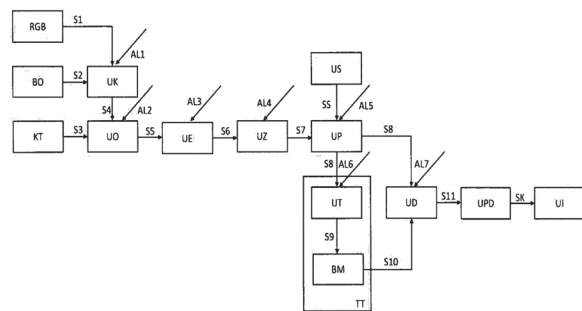 RGB S1
AL1
BO S2 UK
S4 AL2
KT S3 UO S5
AL3
UE S6
AL4
UZ S7
US
SS AL5
UP S8
S8 AL6
UT
S9
BM S10
TT
AL7
UD S11 UPD SK UI